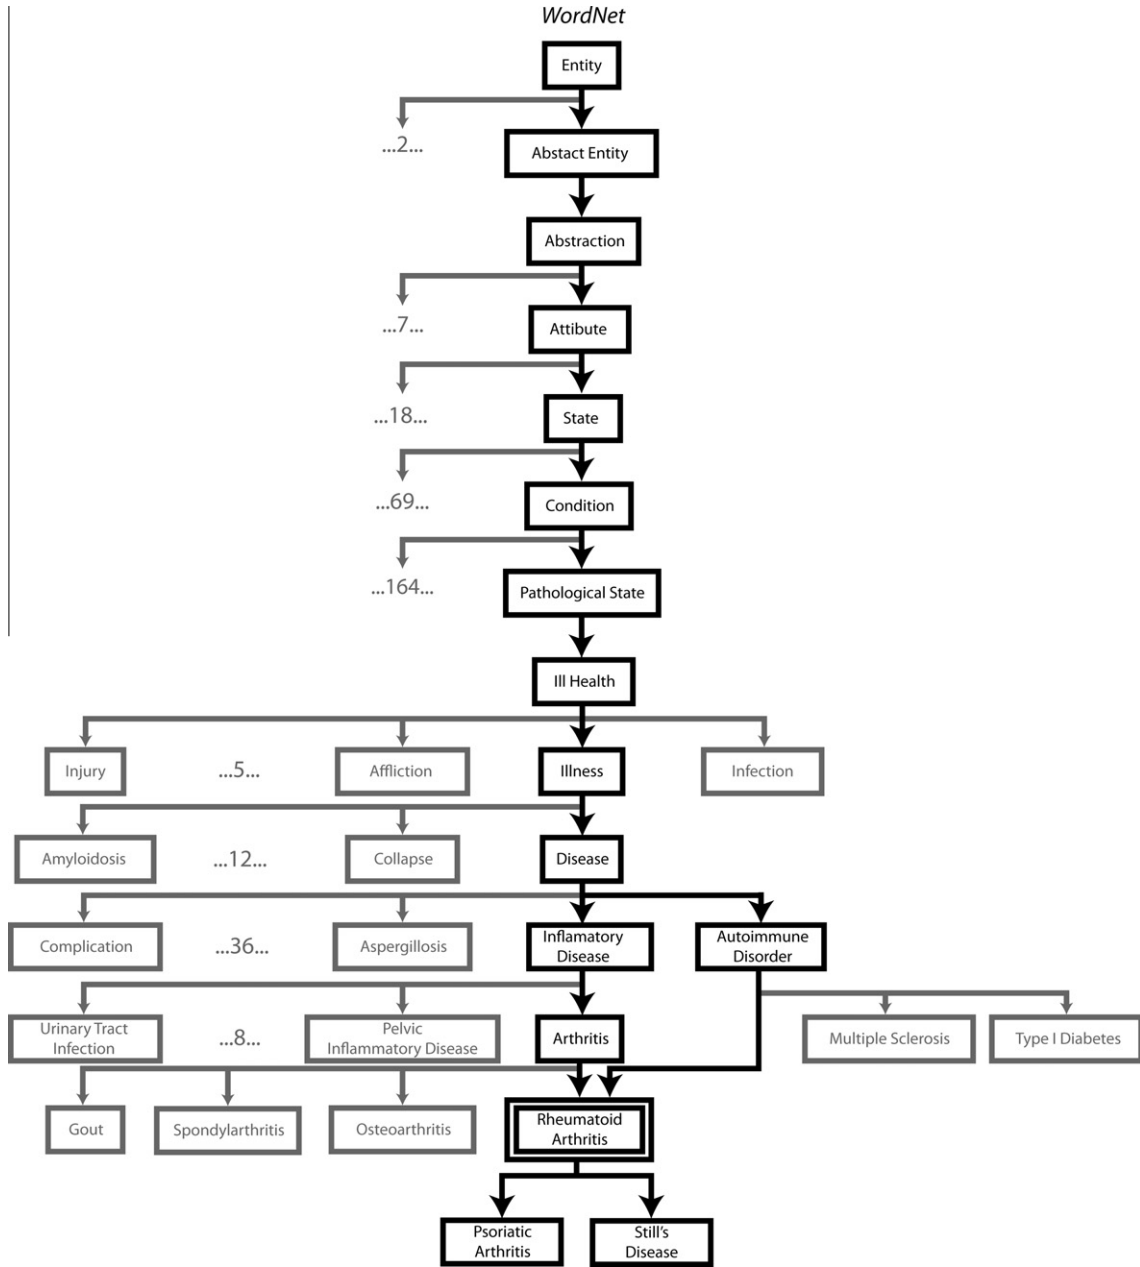 WordNet
Entity
...2...
Abstact Entity
Abstraction
...7...
Attibute
...18...
State
...69...
Condition
...164...
Pathological State
Ill Health
Injury
...5...
Affliction
Illness
Infection
Amyloidosis
...12...
Collapse
Disease
Complication
...36...
Aspergillosis
Inflamatory
Disease
Autoimmune
Disorder
Urinary Tract
Infection
...8...
Pelvic
Inflammatory Disease
Arthritis
Multiple Sclerosis
Type I Diabetes
Gout
Spondylarthritis
Osteoarthritis
Rheumatoid
Arthritis
Psoriatic
Arthritis
Still's
Disease